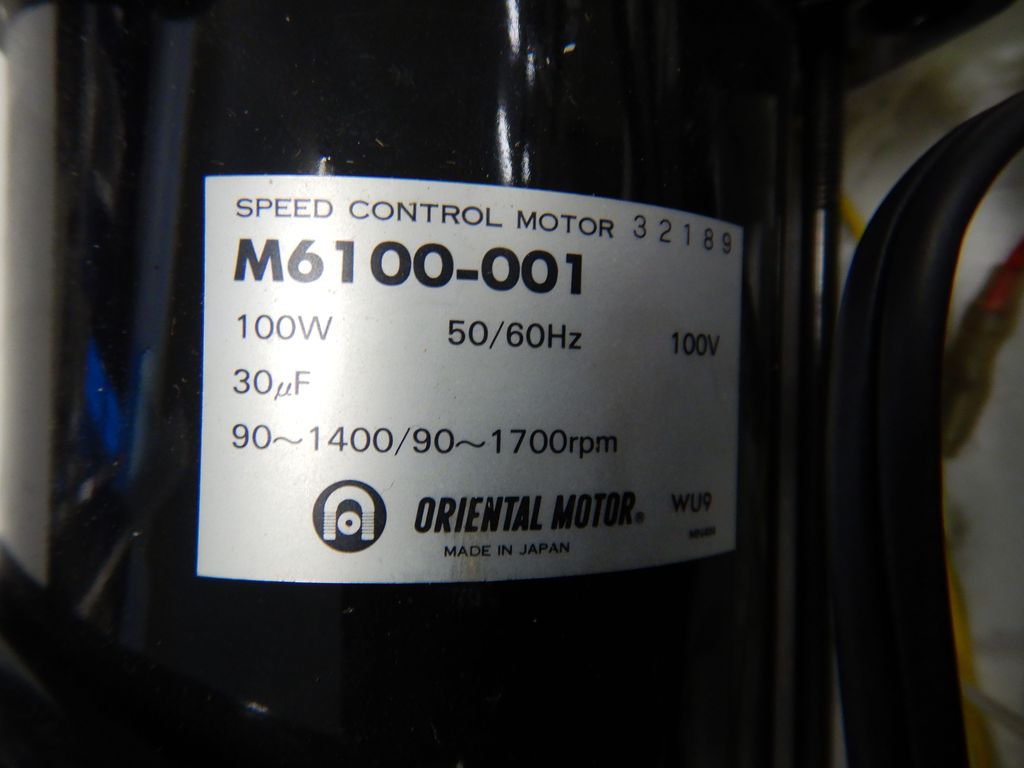 SPEED CONTROL MOTOR 32189
M6100-001
100W 50/60Hz 100V
30μF
90~1400/90~1700rpm
ORIENTAL MOTOR® WU9
MADE IN JAPAN